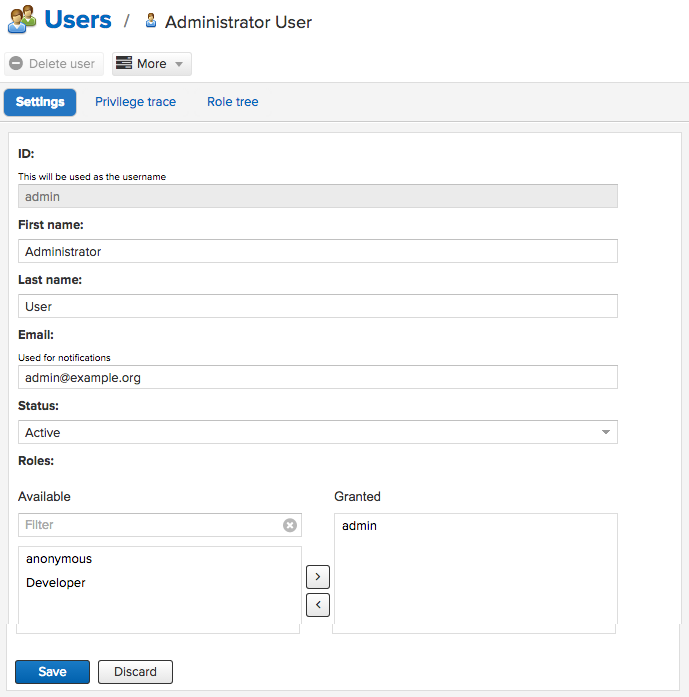 Users / Administrator User
Delete user More
Settings Privilege trace Role tree
ID:
This will be used as the username
admin
First name:
Administrator
Last name:
User
Email:
Used for notifications
admin@example.org
Status:
Active
Roles:
Available Granted
Filter admin
anonymous
Developer
>
<
Save Discard